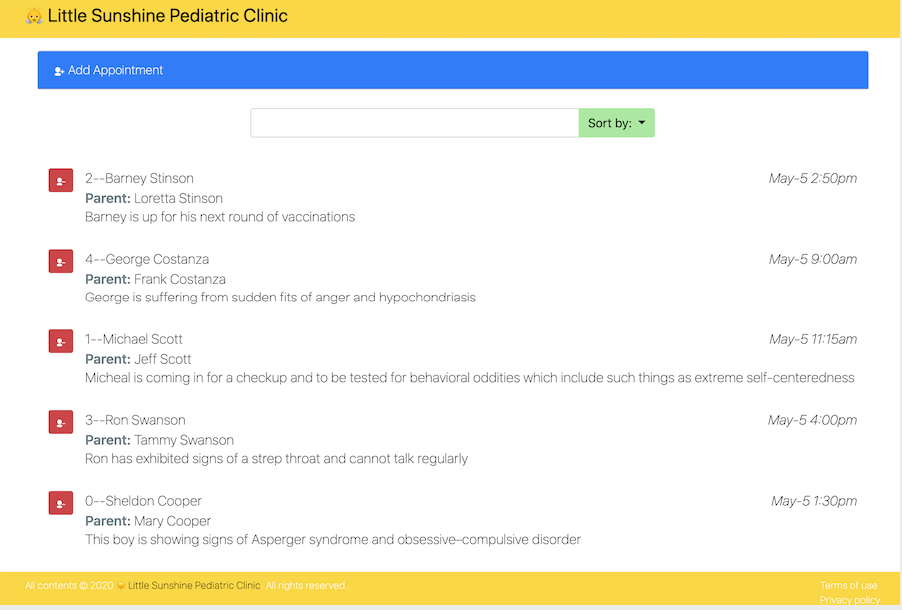 Little Sunshine Pediatric Clinic
Add Appointment
Sort by:
2--Barney Stinson
May-5 2:50pm
Parent: Loretta Stinson
Barney is up for his next round of vaccinations
4--George Costanza
May-5 9:00am
Parent: Frank Costanza
George is suffering from sudden fits of anger and hypochondriasis
1--Michael Scott
May-5 11:15am
Parent: Jeff Scott
Micheal is coming in for a checkup and to be tested for behavioral oddities which include such things as extreme self-centeredness
3--Ron Swanson
May-5 4:00pm
Parent: Tammy Swanson
Ron has exhibited signs of a strep throat and cannot talk regularly
0--Sheldon Cooper
May-5 1:30pm
Parent: Mary Cooper
This boy is showing signs of Asperger syndrome and obsessive–compulsive disorder
All contents © 2020 Little Sunshine Pediatric Clinic All rights reserved.
Terms of use
Privacy policy